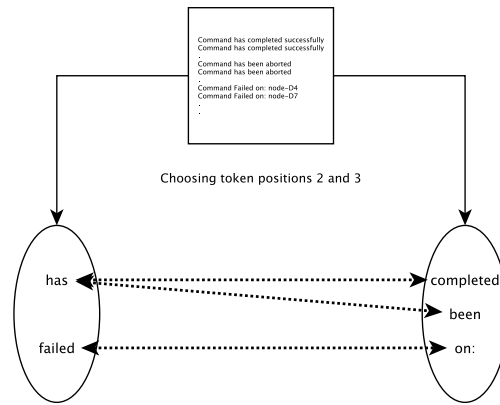 Command has completed successfully
Command has completed successfully
.
Command has been aborted
Command has been aborted
.
Command Failed on: node-D4
Command Failed on: node-D7
.
.
Choosing token positions 2 and 3
has
completed
been
failed
on: